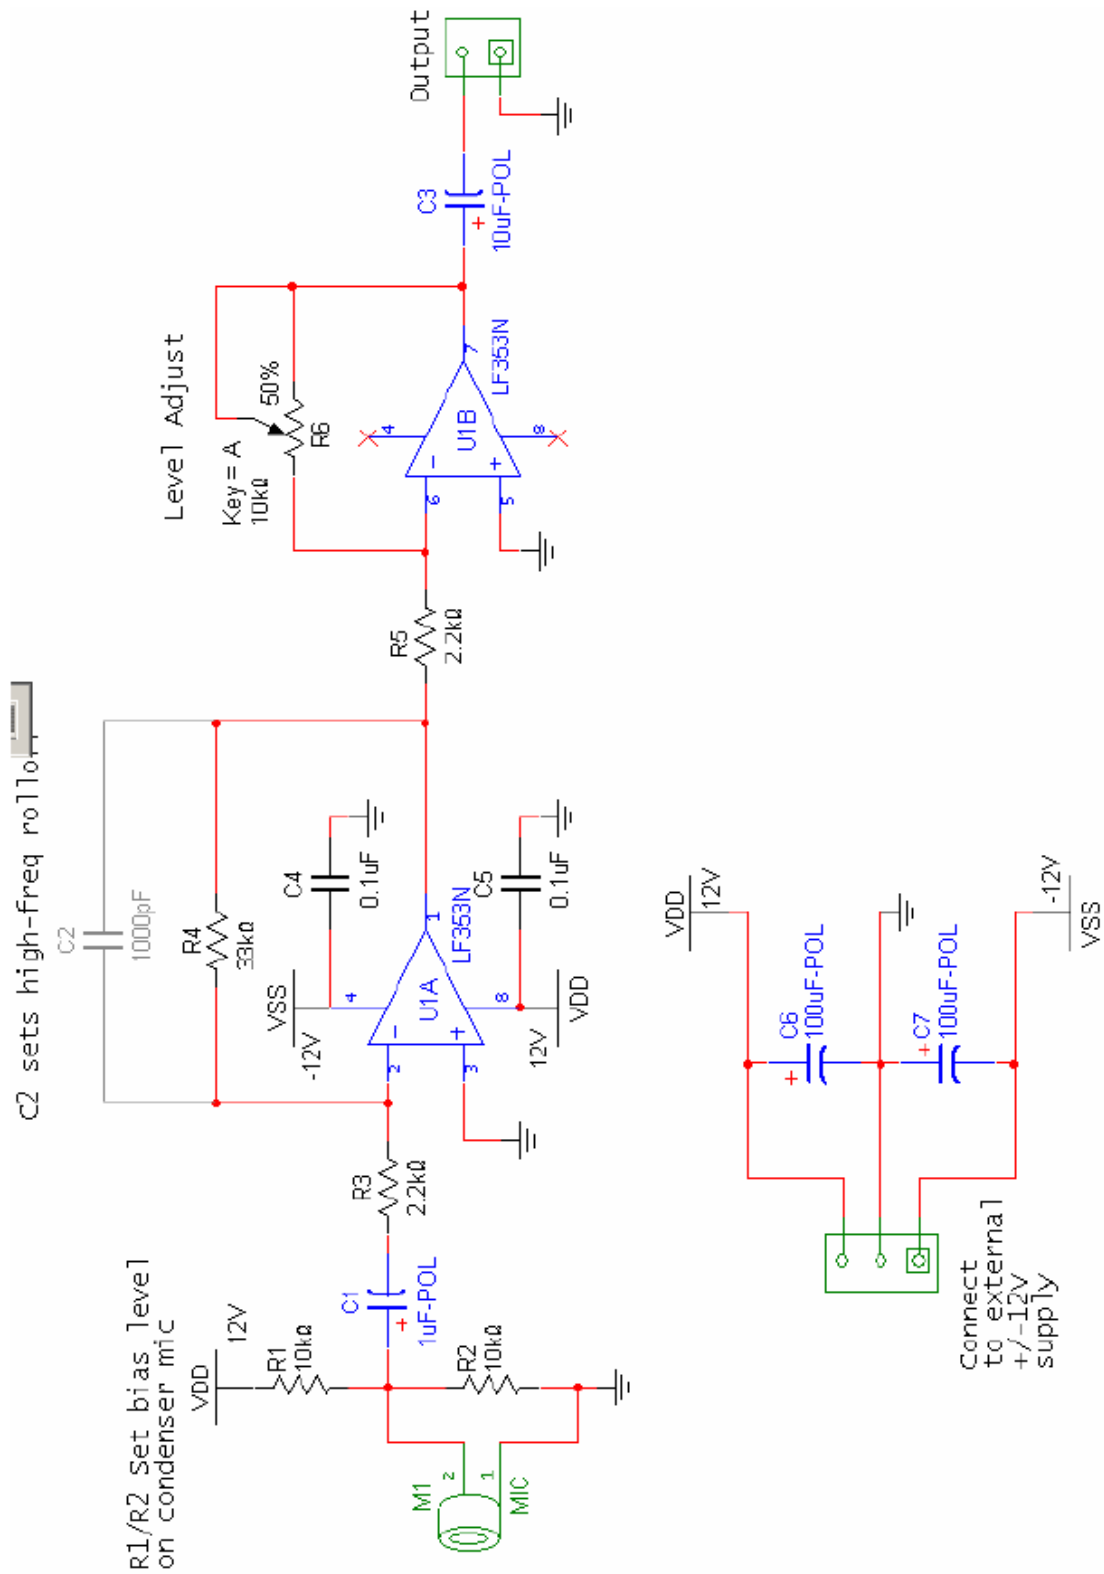 R1/R2 Set bias level
on condenser mic
VDD
12V
R1
10kΩ
R2
10kΩ
M1
2
1
MIC
C1
+
1uF-POL
R3
2.2kΩ
C2 sets high-freq
C2
1000pF
R4
33kΩ
VSS
-12V
4
C4
0.1uF
2
3
-
+
U1A
1
LF353N
8
12V
VDD
C5
0.1uF
R5
2.2kΩ
Level Adjust
Key = A
10kΩ
50%
R6
4
6
5
-
+
U1B
7
LF353N
8
C3
+
10uF-POL
Output
Connect
to external
+/-12V
supply
VDD
12V
C6
+
100uF-POL
C7
+
100uF-POL
-12V
VSS